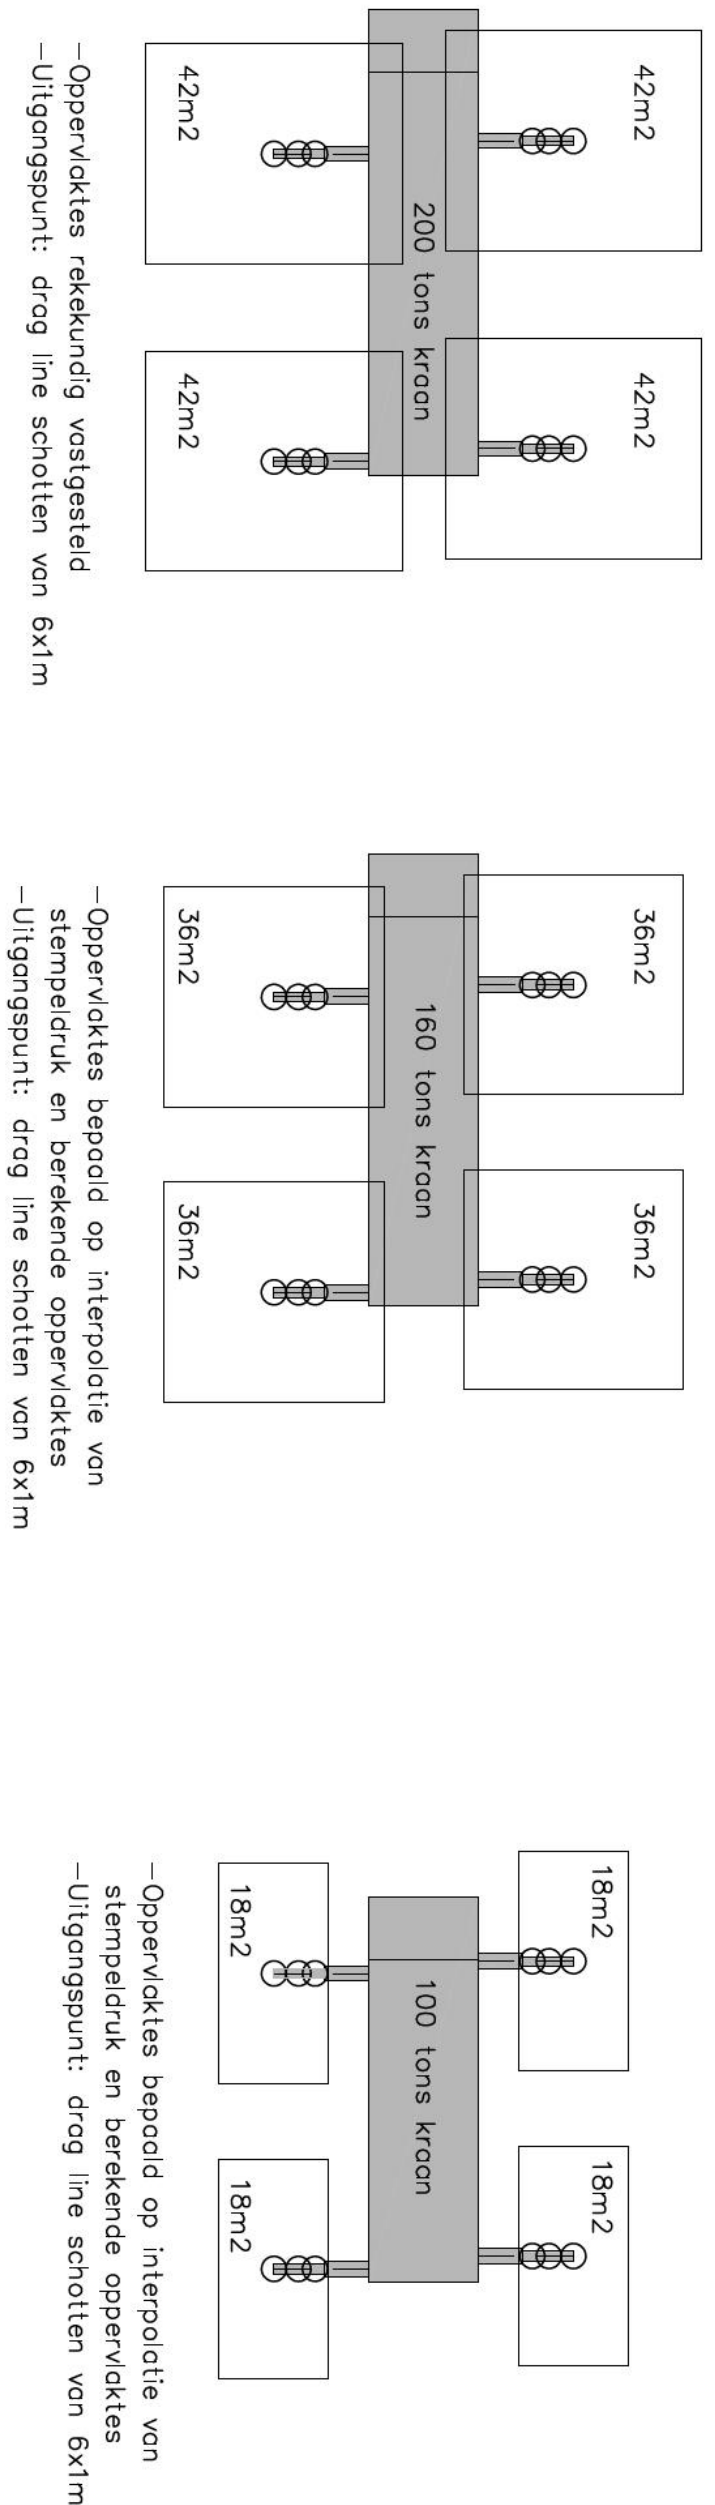 42m2
42m2
200 tons kraan
42m2
42m2
–Oppervlaktes rekekundig vastgesteld
–Uitgangspunt: drag line schotten van 6x1m
36m2
36m2
160 tons kraan
36m2
36m2
–Oppervlaktes bepaald op interpolatie van
stempeldruk en berekende oppervlaktes
–Uitgangspunt: drag line schotten van 6x1m
18m2
18m2
100 tons kraan
18m2
18m2
–Oppervlaktes bepaald op interpolatie van
stempeldruk en berekende oppervlaktes
–Uitgangspunt: drag line schotten van 6x1m